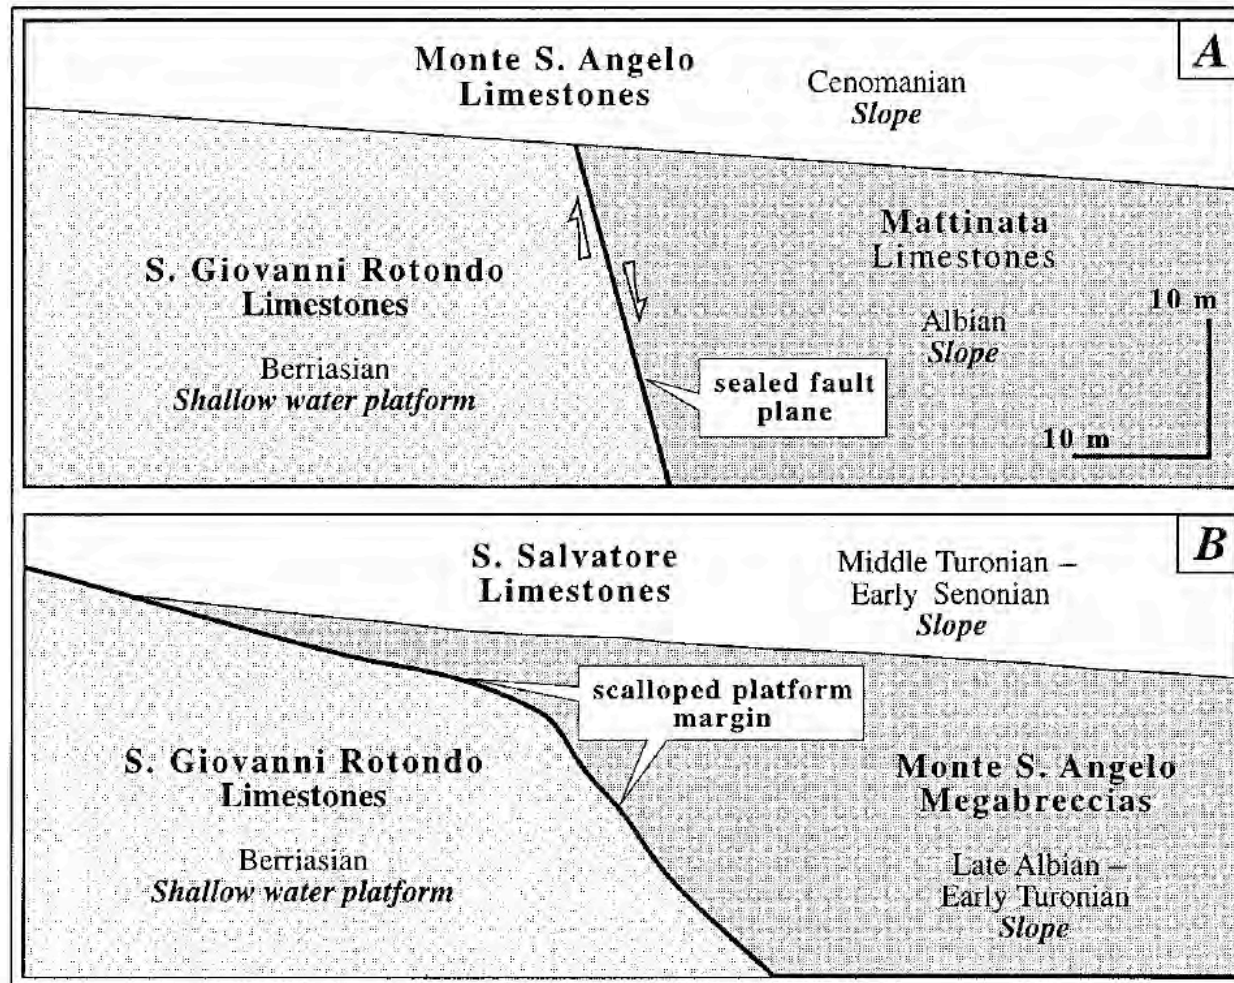 A
Monte S. Angelo
Limestones
Cenomanian
Slope
S. Giovanni Rotondo
Limestones
Berriasian
Shallow water platform
Mattinata
Limestones
Albian
Slope
10 m
10 m
sealed fault
plane
B
S. Salvatore
Limestones
Middle Turonian –
Early Senonian
Slope
scalloped platform
margin
S. Giovanni Rotondo
Limestones
Berriasian
Shallow water platform
Monte S. Angelo
Megabreccias
Late Albian –
Early Turonian
Slope